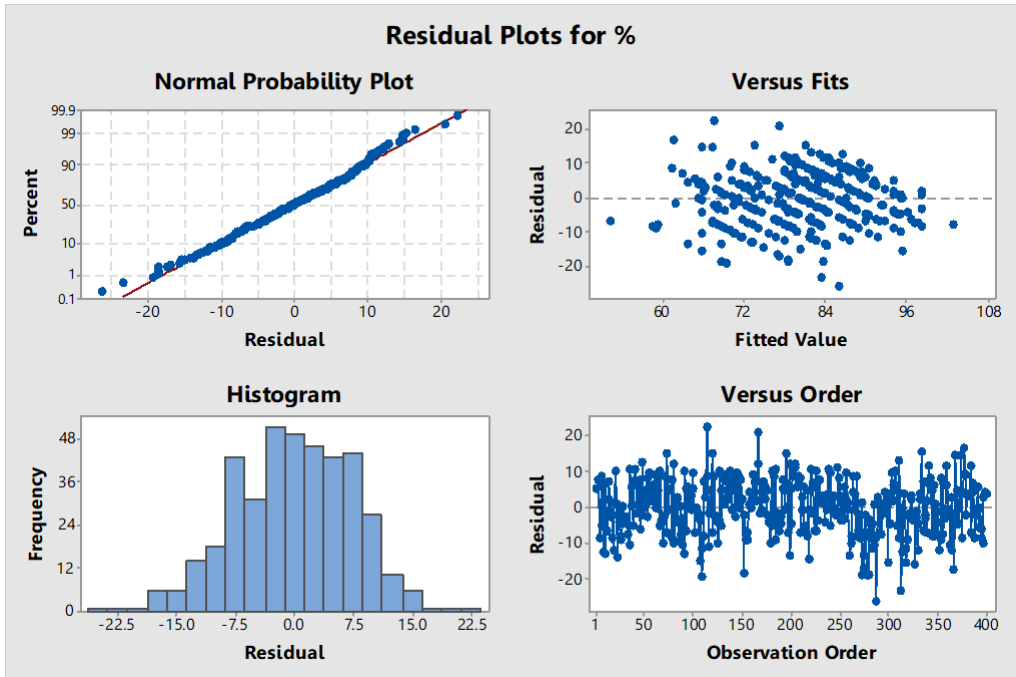 Residual Plots for %
Normal Probability Plot
99.9
99
90
50
10
1
0.1
Percent
-20 -10 0 10 20
Residual
Versus Fits
20
10
0
-10
-20
Residual
60 72 84 96 108
Fitted Value
Histogram
48
36
24
12
0
Frequency
-22.5 -15.0 -7.5 0.0 7.5 15.0 22.5
Residual
Versus Order
20
10
0
-10
-20
Residual
1 50 100 150 200 250 300 350 400
Observation Order